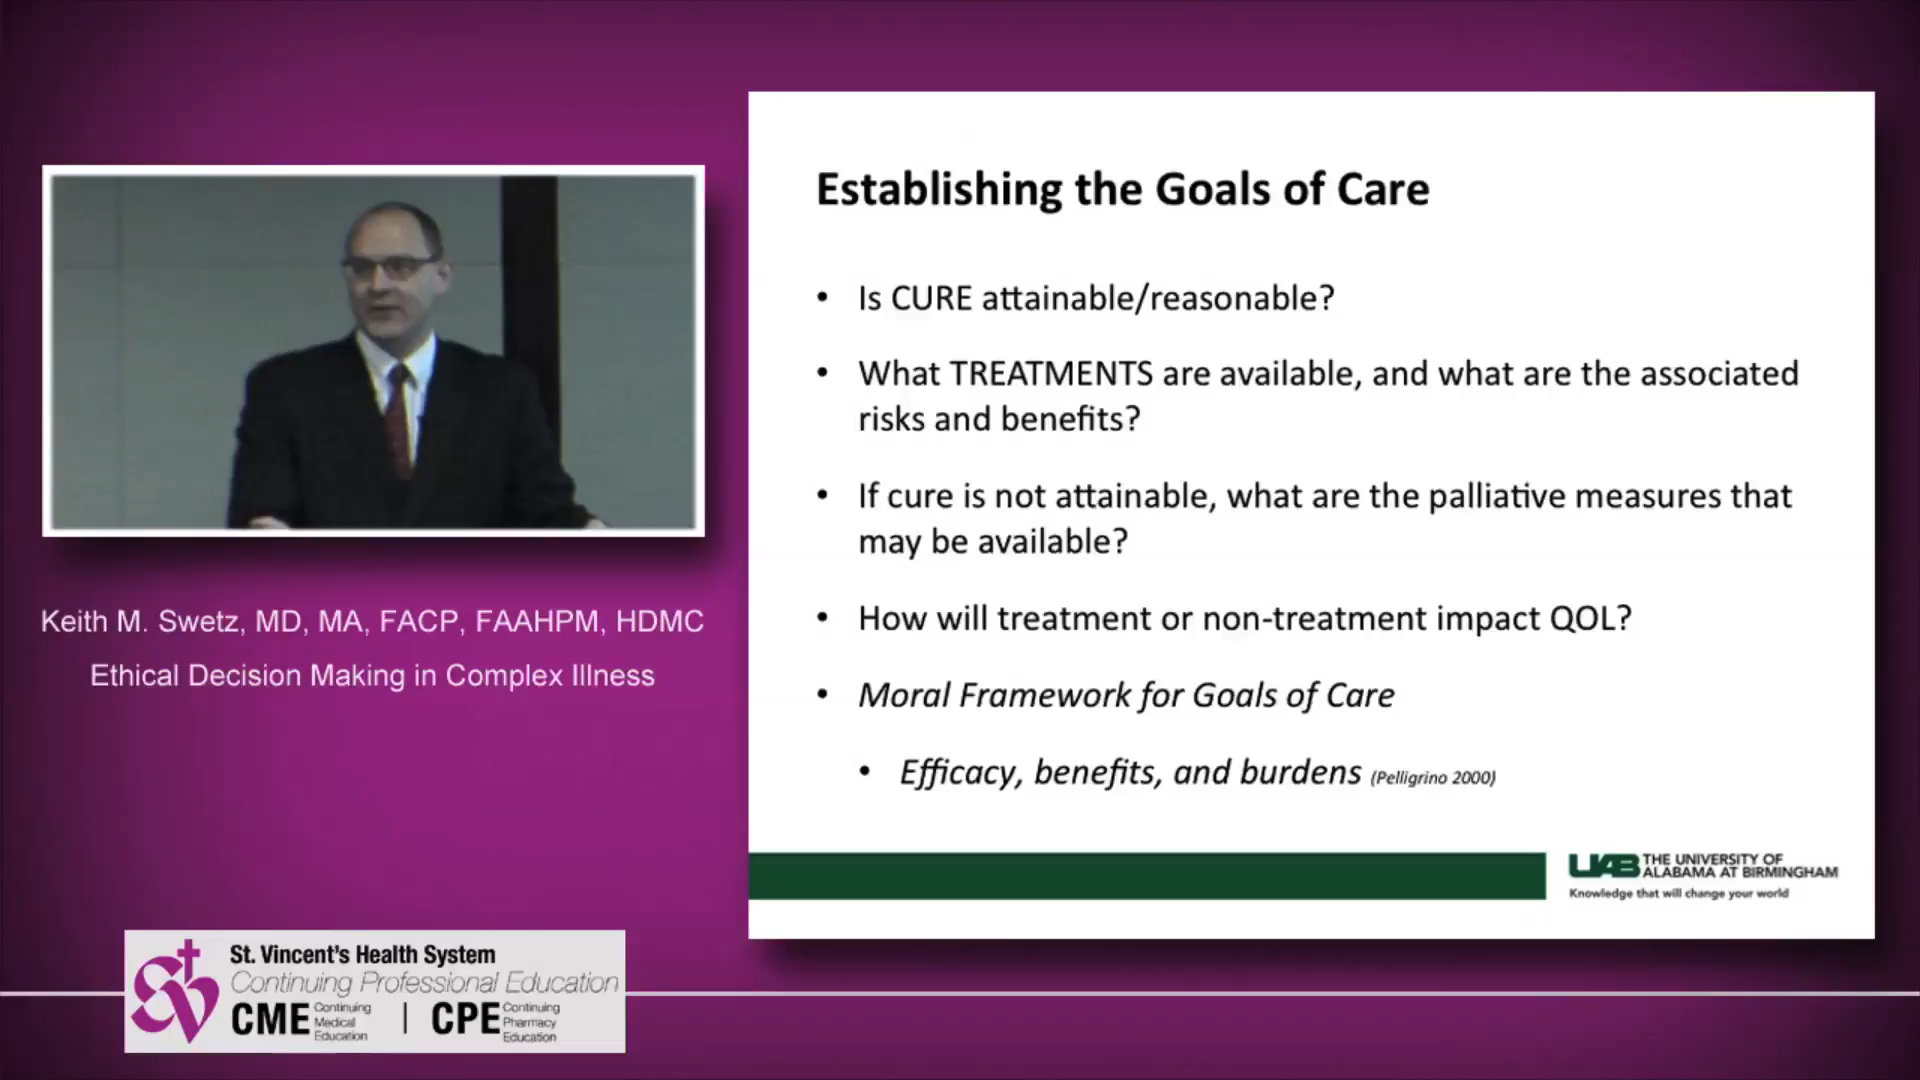 Establishing the Goals of Care
• Is CURE attainable/reasonable?
• What TREATMENTS are available, and what are the associated
risks and benefits?
• If cure is not attainable, what are the palliative measures that
may be available?
• How will treatment or non-treatment impact QOL?
• Moral Framework for Goals of Care
• Efficacy, benefits, and burdens (Pelligrino 2000)
UAB THE UNIVERSITY OF
ALABAMA AT BIRMINGHAM
Knowledge that will change your world
Keith M. Swetz, MD, MA, FACP, FAAHPM, HDMC
Ethical Decision Making in Complex Illness
St. Vincent's Health System
Continuing Professional Education
CME Continuing Medical Education | CPE Continuing Pharmacy Education